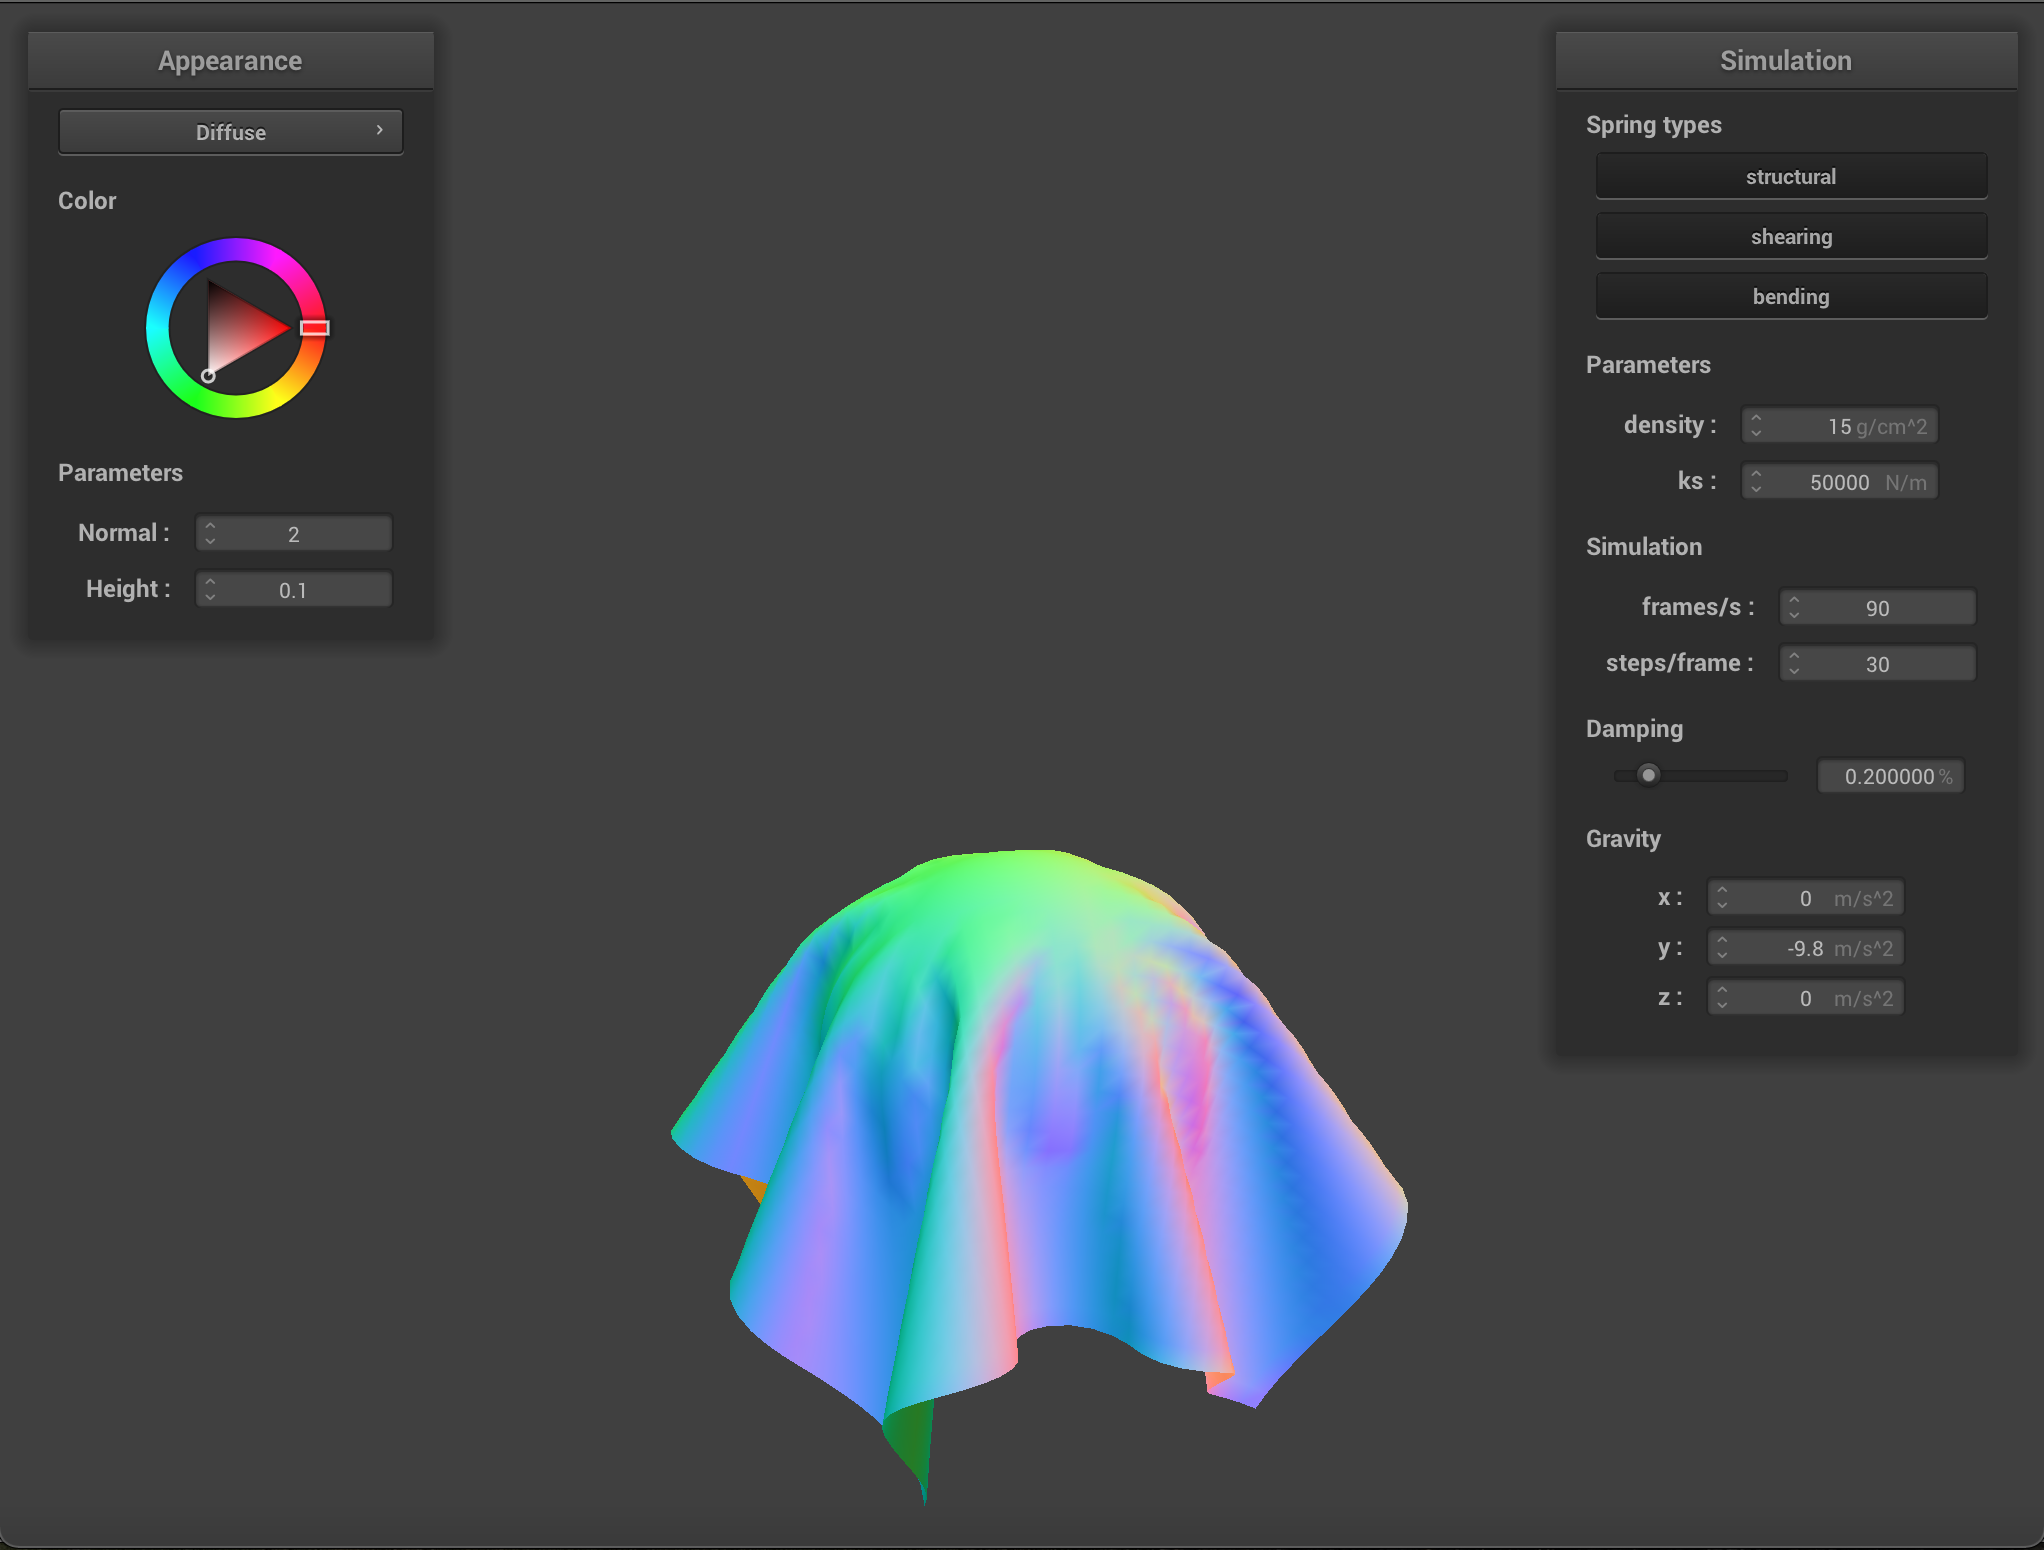 Appearance
Diffuse
Color
Parameters
Normal : 2
Height : 0.1
Simulation
Spring types
structural
shearing
bending
Parameters
density : 15 g/cm^2
ks : 50000 N/m
Simulation
frames/s : 90
steps/frame : 30
Damping
0.200000 %
Gravity
x : 0 m/s^2
y : -9.8 m/s^2
z : 0 m/s^2